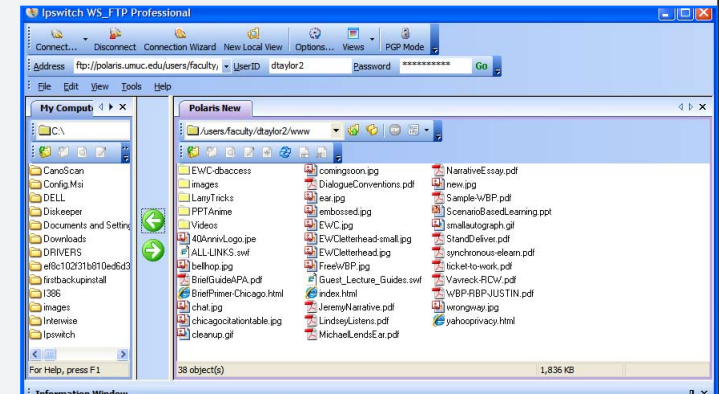 Ipswitch WS_FTP Professional
Connect... Disconnect Connection Wizard New Local View Options... Views PGP Mode
Address ftp://polaris.umuc.edu/users/faculty/ UserID dtaylor2 Password ********** Go
File Edit View Tools Help
My Compute
C:\
CanoScan
Config.Msi
DELL
Diskeeper
Documents and Setting
Downloads
DRIVERS
ef8c102f31b810ed6d3
firstbackupinstall
I386
images
Interwise
Ipswitch
For Help, press F1
Polaris New
/users/faculty/dtaylor2/www
EWC-dbaccess
images
LarryTricks
PPTAnime
Videos
40AnnivLogo.jpe
ALL-LINKS.swf
bellhop.jpg
BriefGuideAPA.pdf
BriefPrimer-Chicago.html
chat.jpg
chicagocitationtable.jpg
cleanup.gif
comingsoon.jpg
DialogueConventions.pdf
ear.jpg
embossed.jpg
EWC.jpg
EWCletterhead-small.jpg
EWCletterhead.jpg
FreeWBP.jpg
Guest_Lecture_Guides.swf
index.html
JeremyNarrative.pdf
LindseyListens.pdf
MichaelLendsEar.pdf
NarrativeEssay.pdf
new.jpg
Sample-WBP.pdf
ScenarioBasedLearning.ppt
smallautograph.gif
StandDeliver.pdf
synchronous-elearn.pdf
ticket-to-work.pdf
Vavreck-RCW.pdf
WBP-RBP-JUSTIN.pdf
wrongway.jpg
yahooprivacy.html
38 object(s) 1,836 KB
Information Window